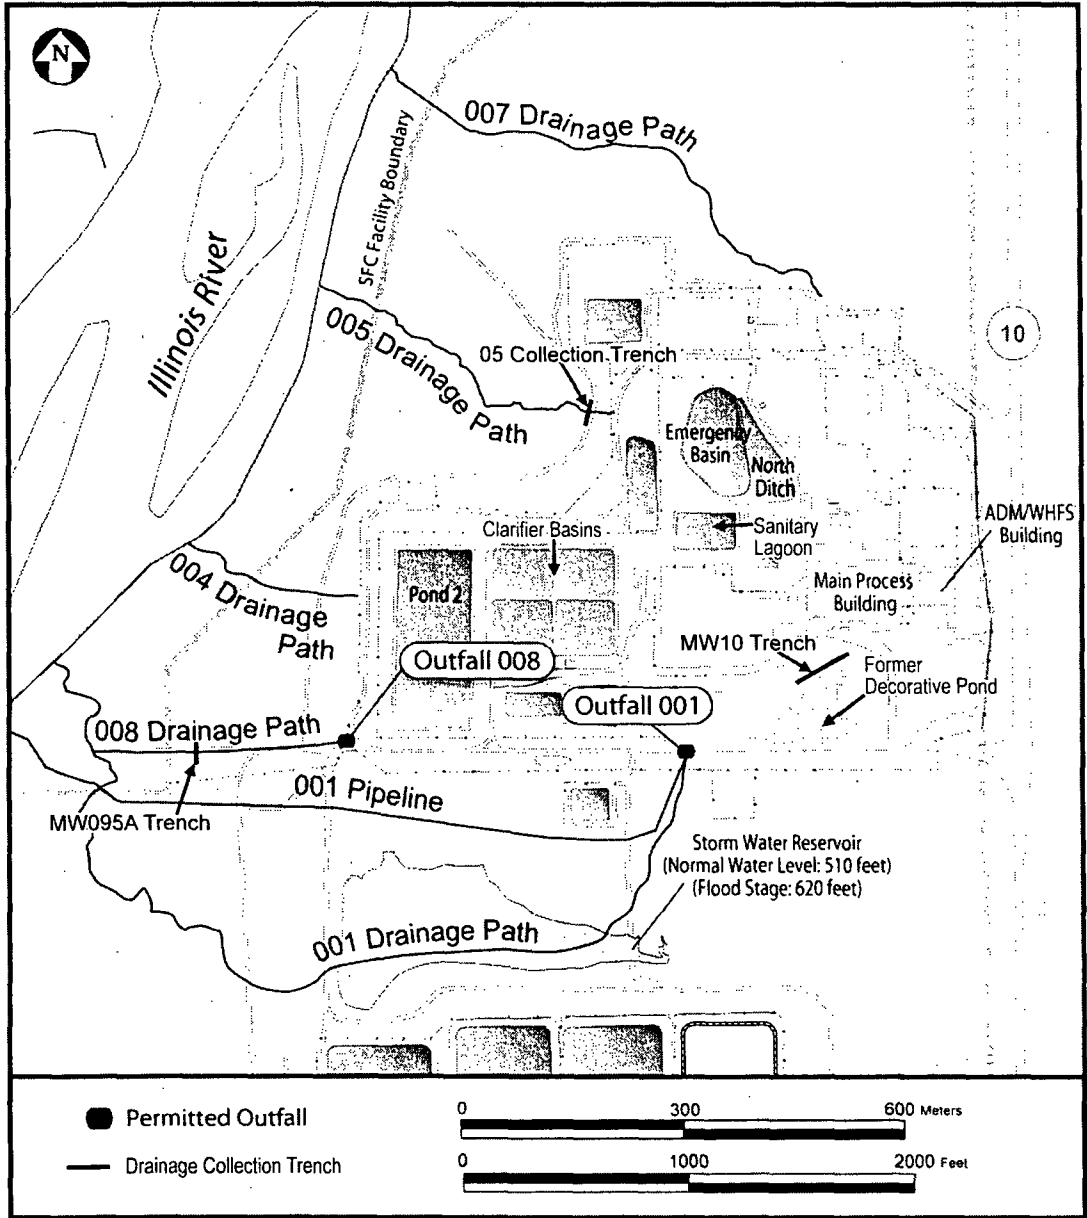 N
007 Drainage Path
SFC Facility Boundary
Illinois River
10
005 Drainage Path
05 Collection Trench
Emergency
Basin
North
Ditch
ADM/WHFS
Building
Clarifier Basins
Sanitary
Lagoon
004 Drainage
Path
Pond 2
Main Process
Building
MW10 Trench
Outfall 008
Former
Decorative Pond
Outfall 001
008 Drainage Path
001 Pipeline
MW095A Trench
Storm Water Reservoir
(Normal Water Level: 510 feet)
(Flood Stage: 620 feet)
001 Drainage Path
Permitted Outfall
0 300 600 Meters
Drainage Collection Trench
0 1000 2000 Feet